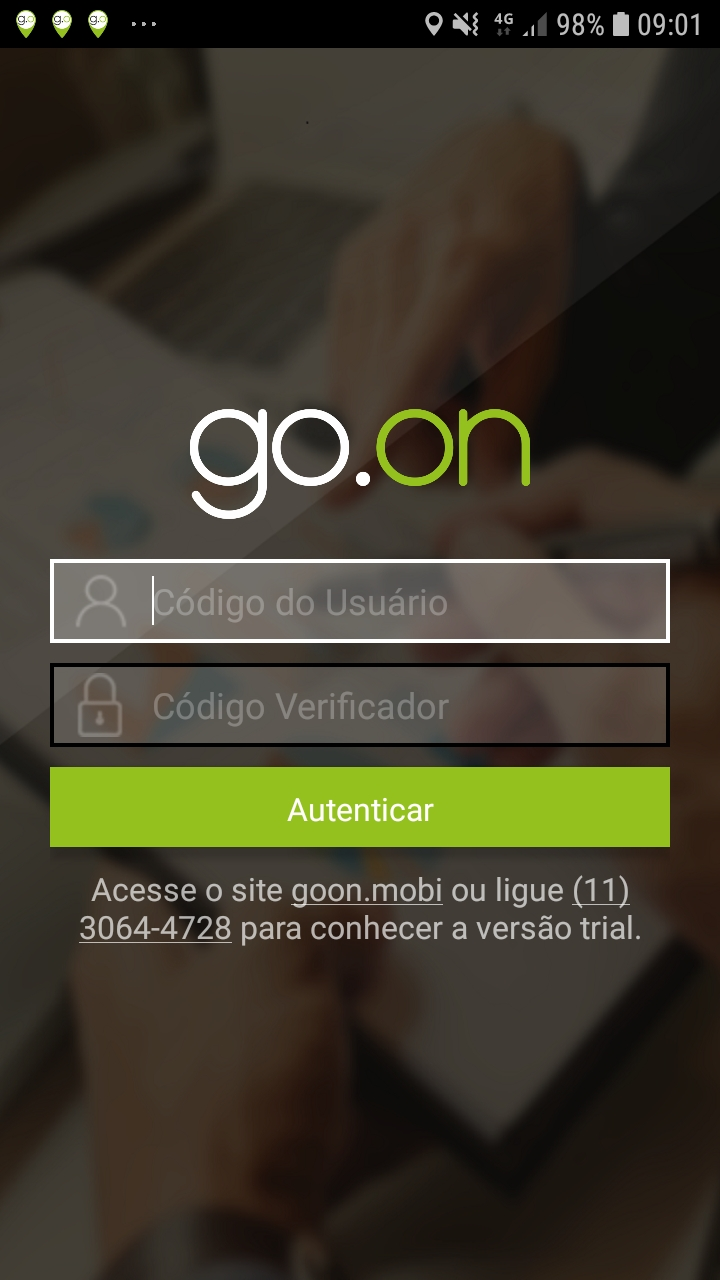 g.o g.o g.o ... 4G 98% 09:01
go.on
Código do Usuário
Código Verificador
Autenticar
Acesse o site goon.mobi ou ligue (11)
3064-4728 para conhecer a versão trial.